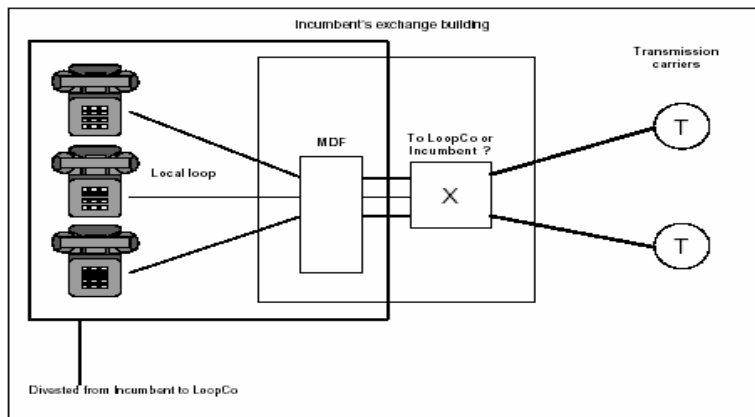 Incumbent's exchange building
Transmission
carriers
MDF
To LoopCo or
Incumbent ?
T
Local loop
X
T
Divested from Incumbent to LoopCo